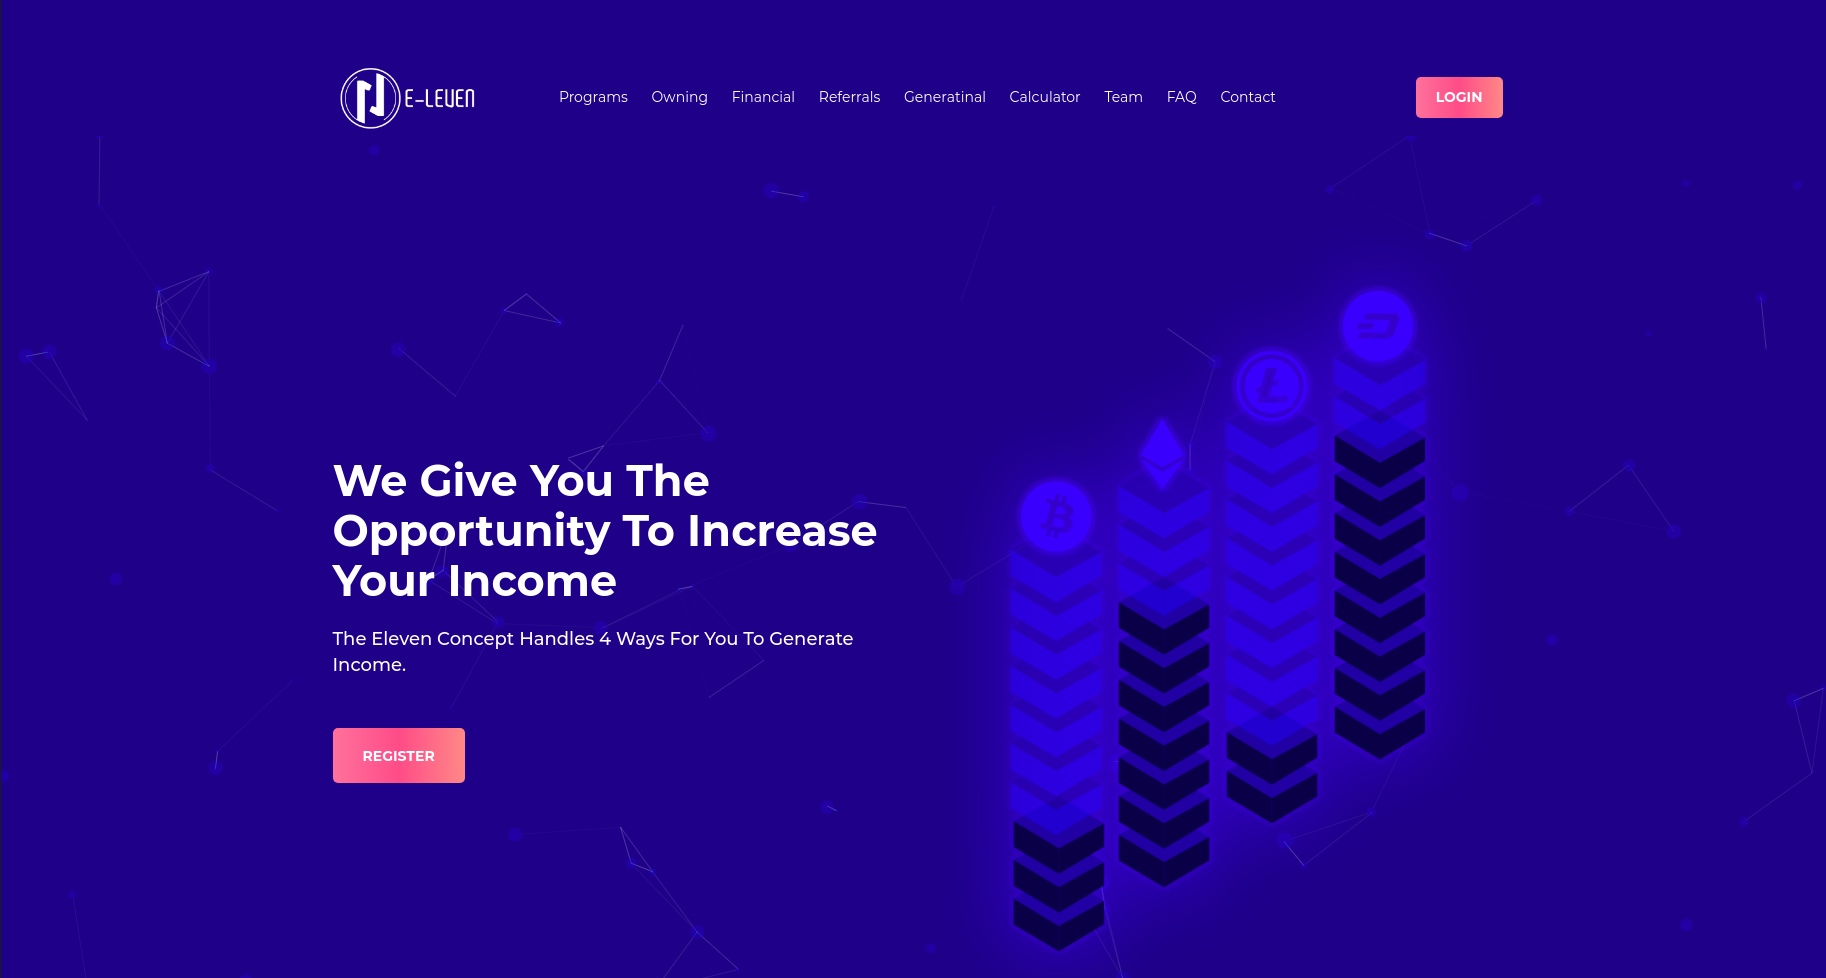 E-LEVEN
Programs Owning Financial Referrals Generatinal Calculator Team FAQ Contact
LOGIN
We Give You The
Opportunity To Increase
Your Income
The Eleven Concept Handles 4 Ways For You To Generate
Income.
REGISTER